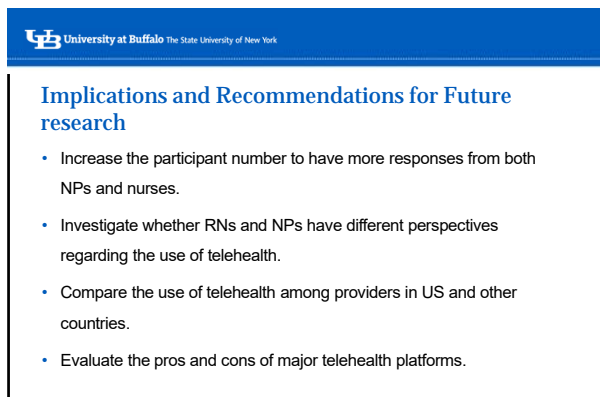 University at Buffalo The State University of New York
Implications and Recommendations for Future
research
• Increase the participant number to have more responses from both
NPs and nurses.
• Investigate whether RNs and NPs have different perspectives
regarding the use of telehealth.
• Compare the use of telehealth among providers in US and other
countries.
• Evaluate the pros and cons of major telehealth platforms.